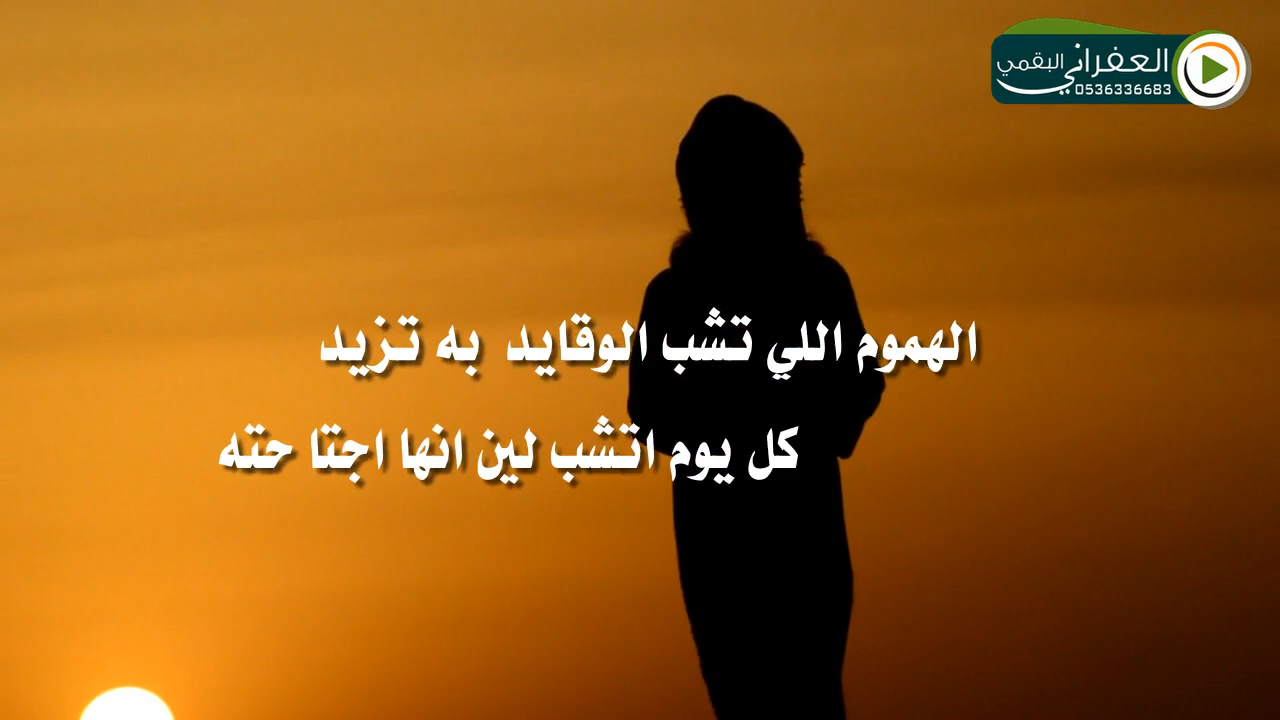 العفراني البقمي
0536336683
الهموم اللي تشب الوقايد به تزيد
كل يوم اتشب لين انها اجتا حته